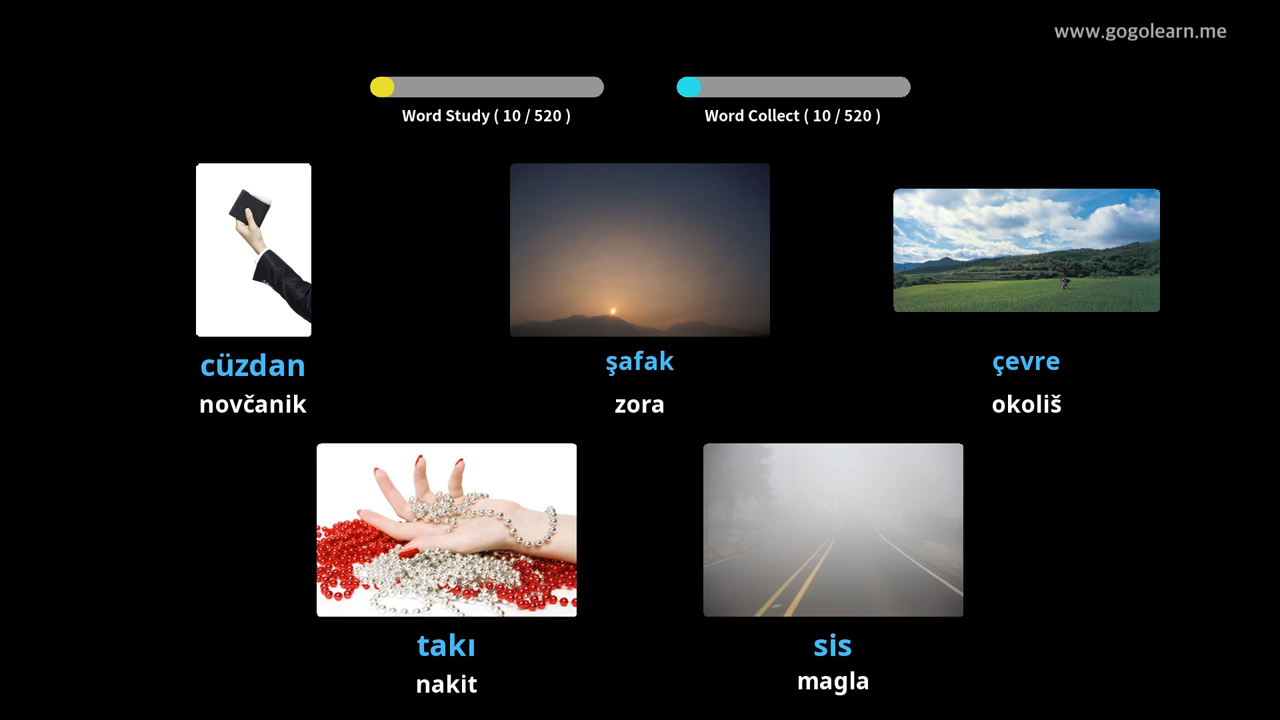 www.gogolearn.me
Word Study ( 10 / 520 )
Word Collect ( 10 / 520 )
cüzdan
novčanik
şafak
zora
çevre
okoliš
takı
nakit
sis
magla